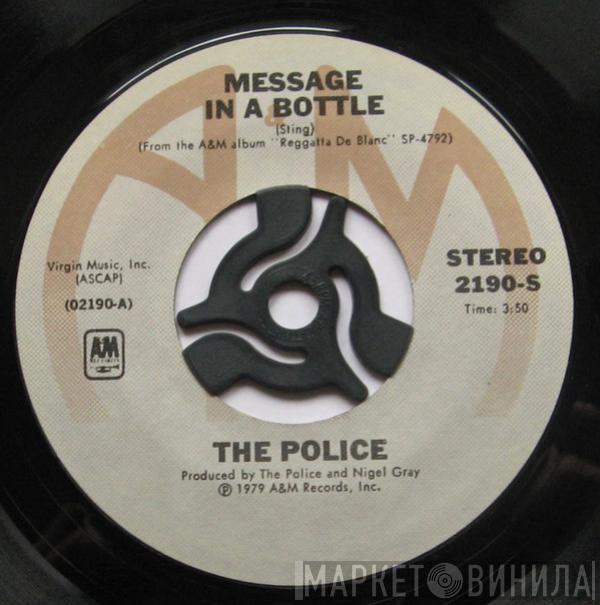 MESSAGE
IN A BOTTLE
(Sting)
(From the A&M album "Reggatta De Blanc" SP-4792)
Virgin Music, Inc.
(ASCAP)
(02190-A)
STEREO
2190-S
Time: 3:50
A&M
RECORDS
THE POLICE
Produced by The Police and Nigel Gray
℗ 1979 A&M Records, Inc.
МАРКЕТ ВИНИЛА